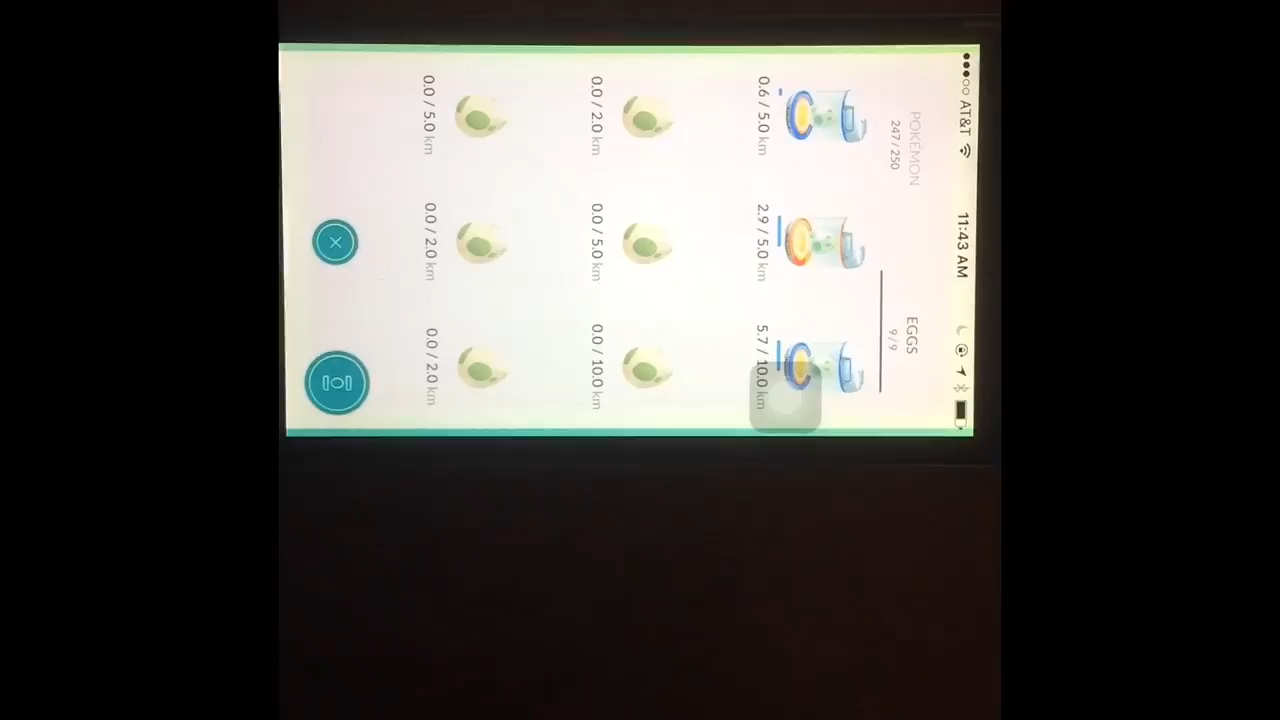 AT&T 11:43 AM
POKÉMON EGGS
247 / 250 9 / 9
0.6 / 5.0 km 2.9 / 5.0 km 5.7 / 10.0 km
0.0 / 2.0 km 0.0 / 5.0 km 0.0 / 10.0 km
0.0 / 5.0 km 0.0 / 2.0 km 0.0 / 2.0 km